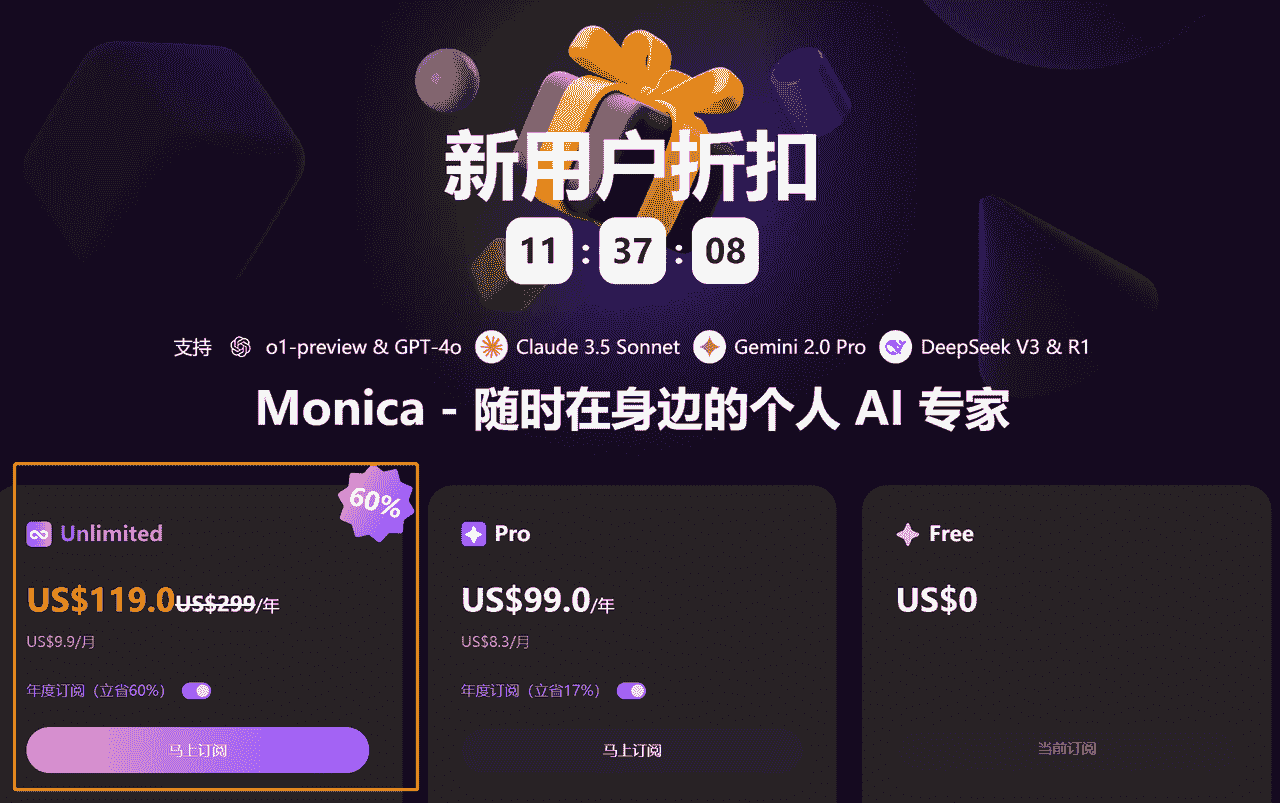 新用户折扣
11 : 37 : 08
支持 o1-preview & GPT-4o Claude 3.5 Sonnet Gemini 2.0 Pro DeepSeek V3 & R1
Monica - 随时在身边的个人 AI 专家
60%
Unlimited
US$119.0US$299/年
US$9.9/月
年度订阅（立省60%）
马上订阅
Pro
US$99.0/年
US$8.3/月
年度订阅（立省17%）
马上订阅
Free
US$0
当前订阅